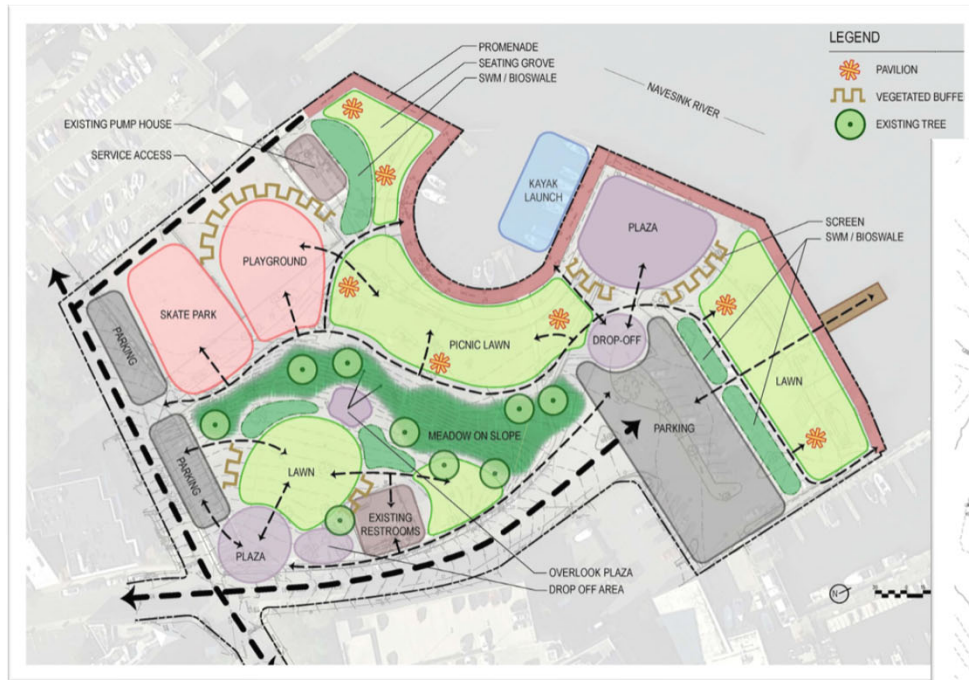 PROMENADE
SEATING GROVE
SWM / BIOSWALE
LEGEND
PAVILION
VEGETATED BUFFE
EXISTING TREE
NAVESINK RIVER
EXISTING PUMP HOUSE
SERVICE ACCESS
KAYAK
LAUNCH
PLAZA
SCREEN
SWM / BIOSWALE
PLAYGROUND
SKATE PARK
PARKING
PICNIC LAWN
DROP-OFF
LAWN
PARKING
MEADOW ON SLOPE
PARKING
LAWN
EXISTING
RESTROOMS
PLAZA
OVERLOOK PLAZA
DROP OFF AREA
N